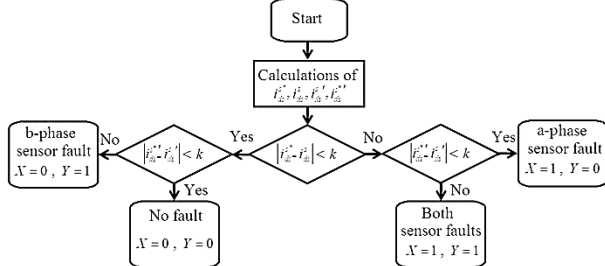 Start
Calculations of
No
Yes
No
Yes
b-phase
sensor fault
X=0 , Y=1
< k
< k
< k
a-phase
sensor fault
X=1 , Y=0
Yes
No
No fault
X=0 , Y=0
Both
sensor faults
X=1 , Y=1